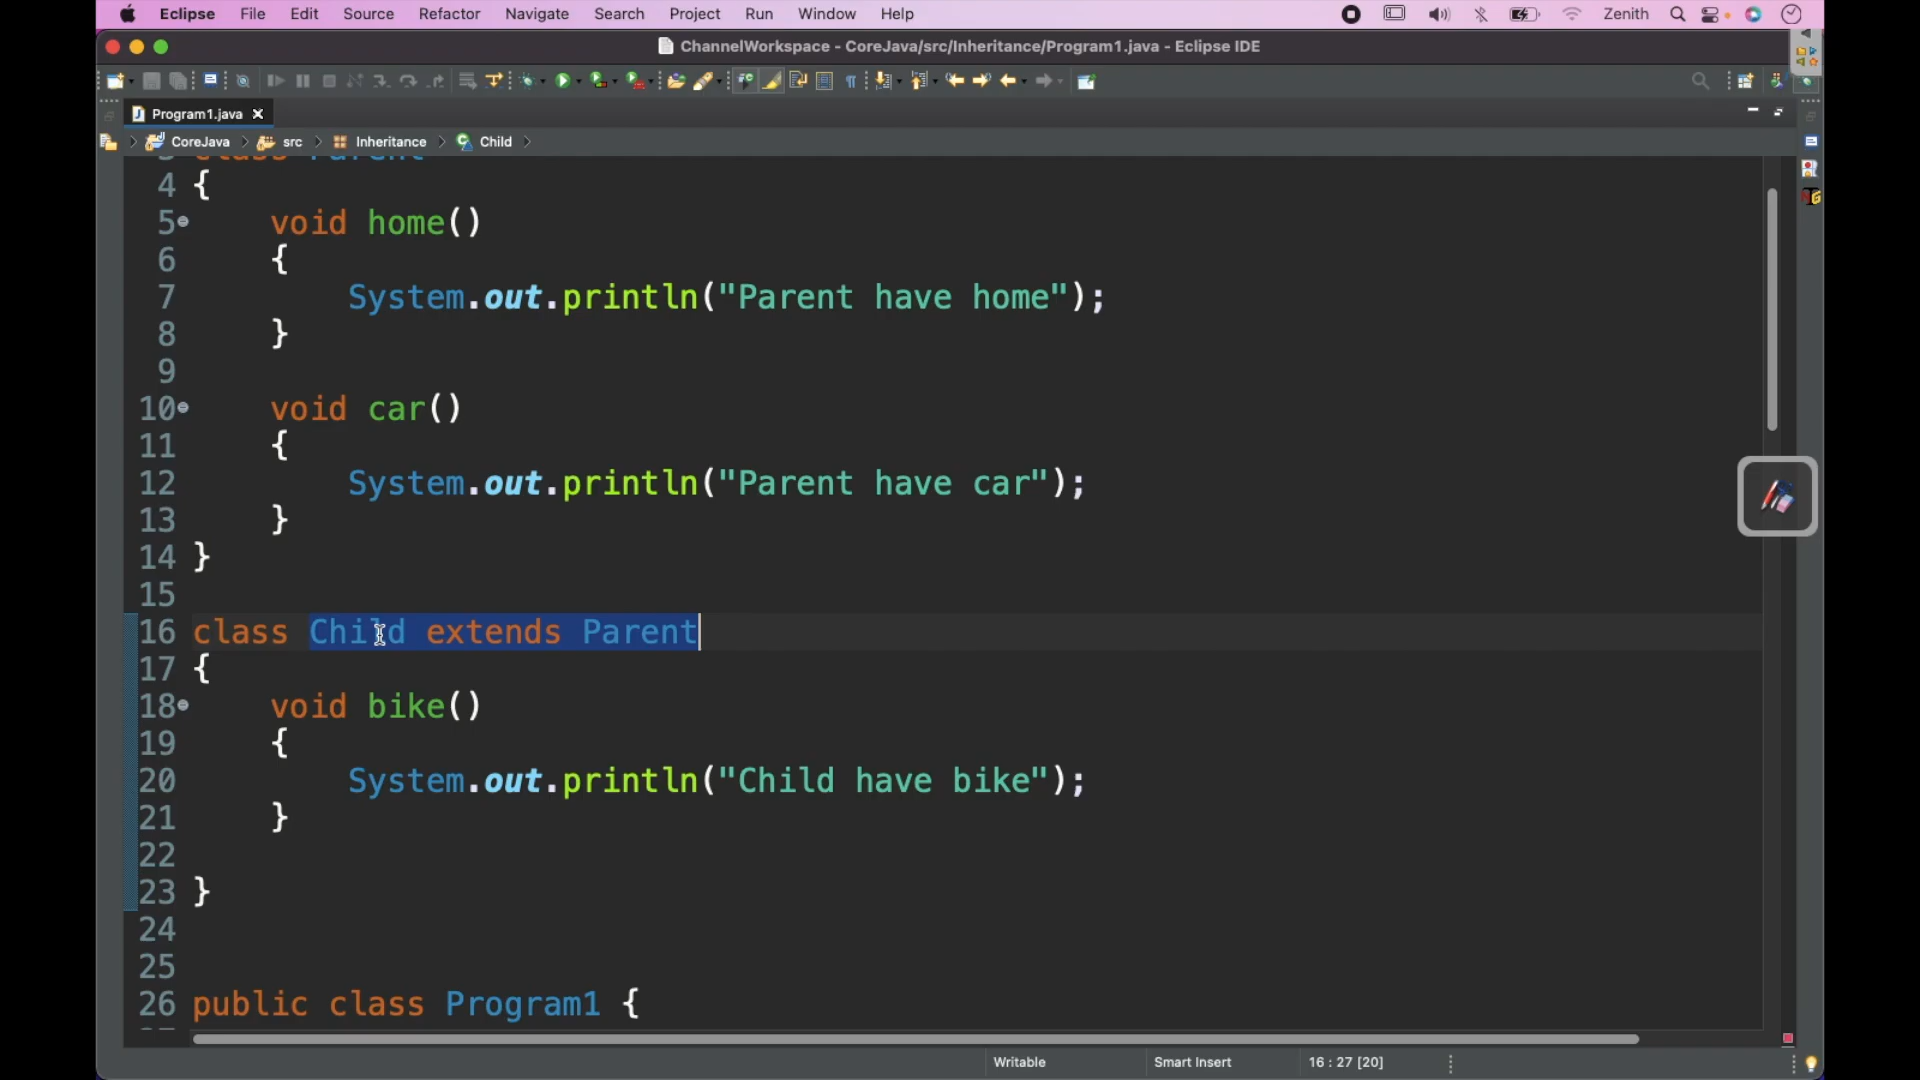 Eclipse File Edit Source Refactor Navigate Search Project Run Window Help Zenith
ChannelWorkspace - CoreJava/src/Inheritance/Program1.java - Eclipse IDE
Program1.java
CoreJava src Inheritance Child
3 class Parent
4 {
5 void home()
6 {
7 System.out.println("Parent have home");
8 }
9
10 void car()
11 {
12 System.out.println("Parent have car");
13 }
14 }
15
16 class Child extends Parent
17 {
18 void bike()
19 {
20 System.out.println("Child have bike");
21 }
22
23 }
24
25
26 public class Program1 {
Writable Smart Insert 16 : 27 [20]